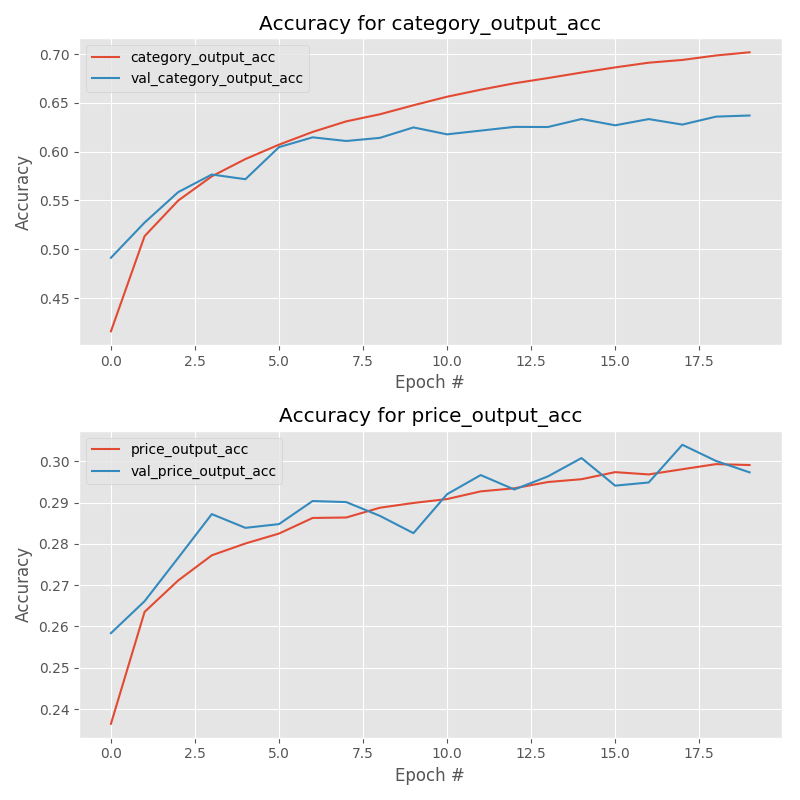 Accuracy for category_output_acc
category_output_acc
val_category_output_acc
0.70
0.65
0.60
0.55
0.50
0.45
Accuracy
0.0 2.5 5.0 7.5 10.0 12.5 15.0 17.5
Epoch #
Accuracy for price_output_acc
price_output_acc
val_price_output_acc
0.30
0.29
0.28
0.27
0.26
0.25
0.24
Accuracy
0.0 2.5 5.0 7.5 10.0 12.5 15.0 17.5
Epoch #